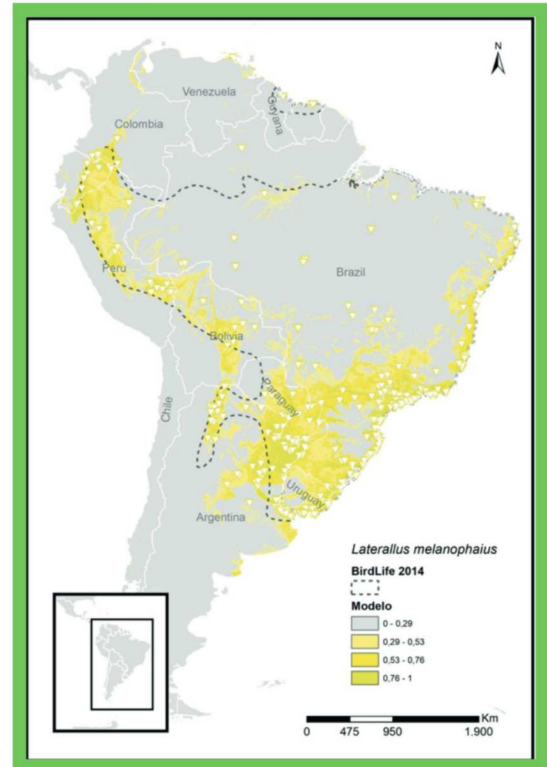 N
Venezuela
Guyana
Colombia
Peru
Brazil
Bolivia
Paraguay
Chile
Uruguay
Argentina
Laterallus melanophaius
BirdLife 2014
Modelo
0 - 0,29
0,29 - 0,53
0,53 - 0,76
0,76 - 1
Km
0 475 950 1.900